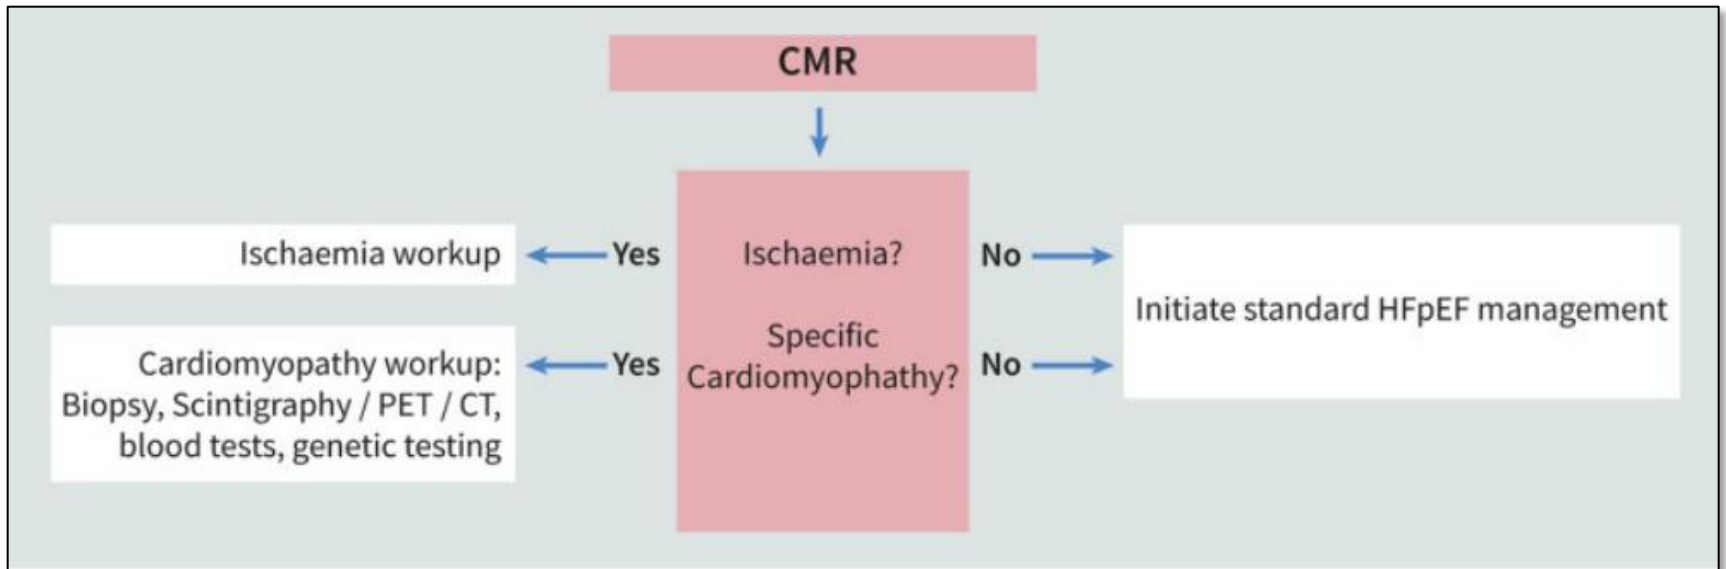 CMR
Ischaemia workup
Yes
Ischaemia?
No
Initiate standard HFpEF management
Cardiomyopathy workup:
Biopsy, Scintigraphy / PET / CT,
blood tests, genetic testing
Yes
Specific
Cardiomyophathy?
No